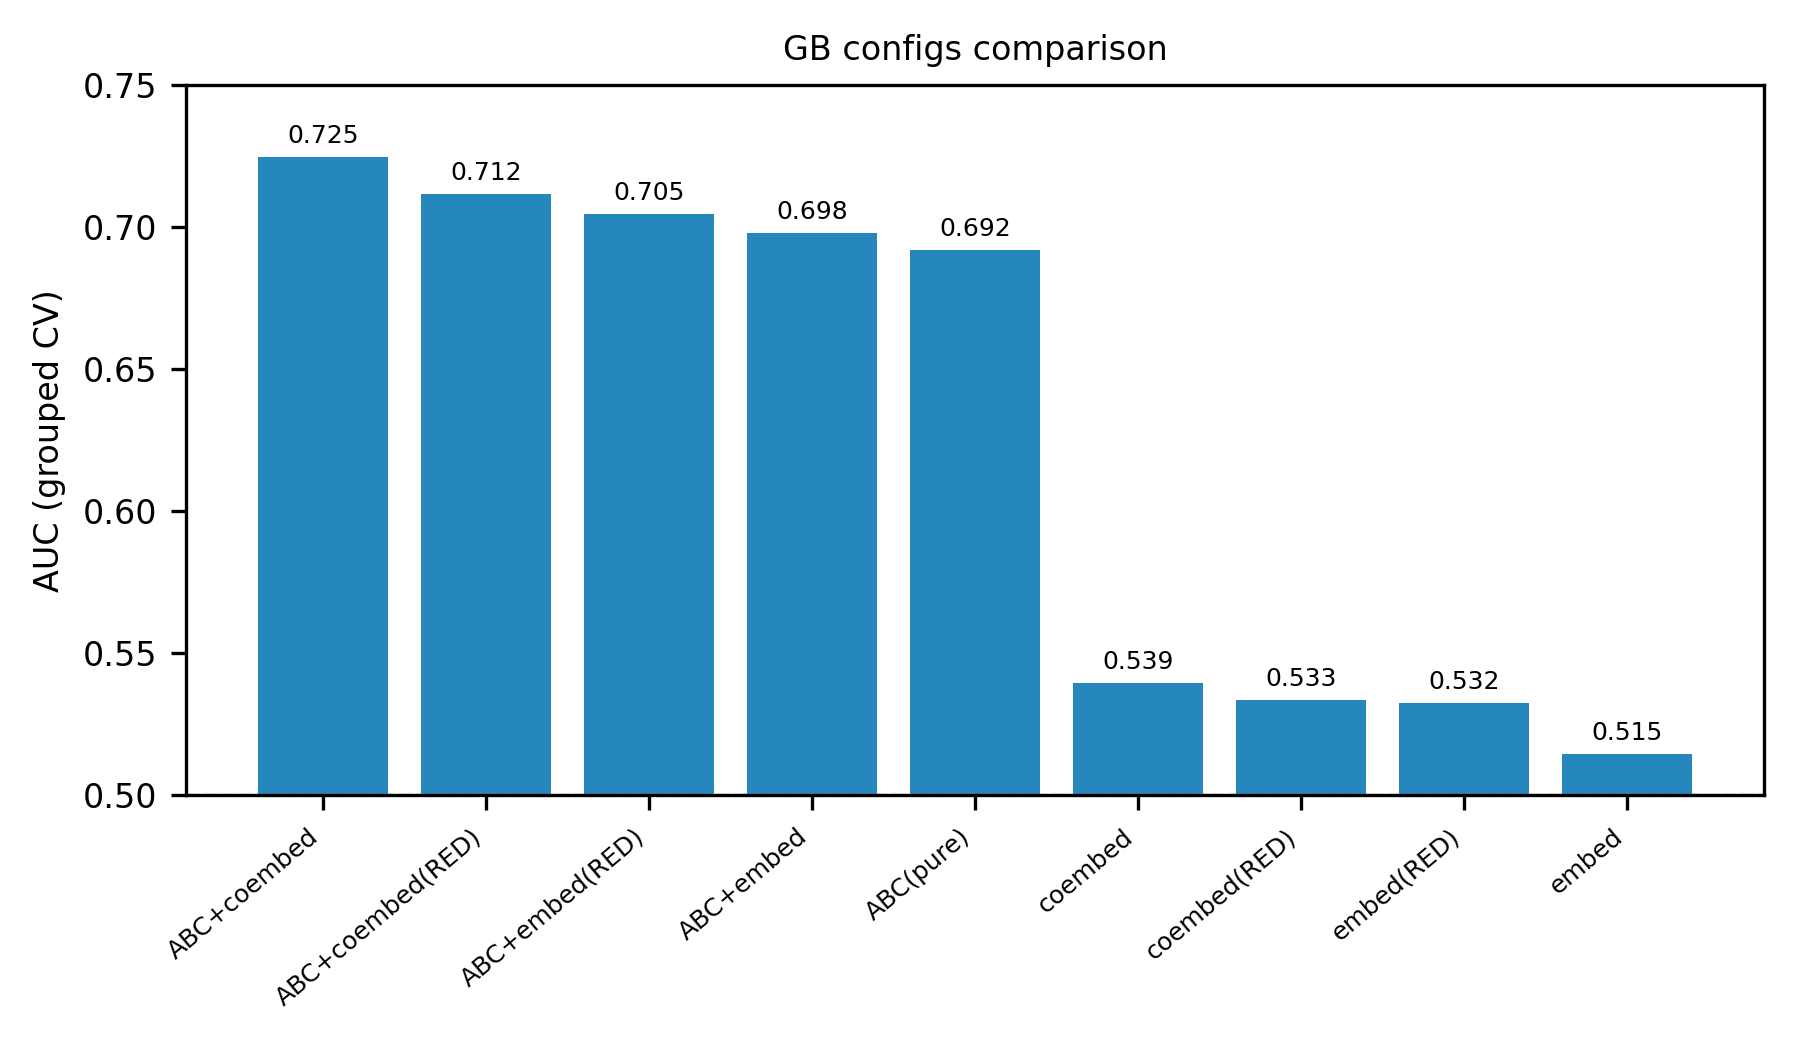 GB configs comparison
AUC (grouped CV)
0.75
0.70
0.65
0.60
0.55
0.50
0.725
0.712
0.705
0.698
0.692
0.539
0.533
0.532
0.515
ABC+coembed
ABC+coembed(RED)
ABC+embed(RED)
ABC+embed
ABC(pure)
coembed
coembed(RED)
embed(RED)
embed